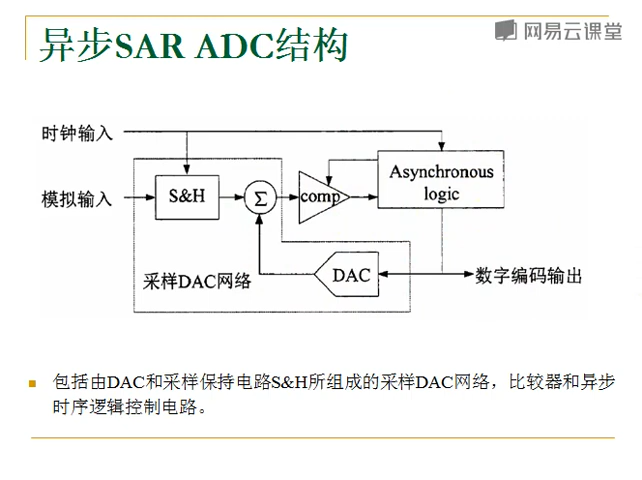 异步SAR ADC结构
网易云课堂
时钟输入
模拟输入
S&H
Σ
comp
Asynchronous
logic
采样DAC网络
DAC
数字编码输出
包括由DAC和采样保持电路S&H所组成的采样DAC网络，比较器和异步
时序逻辑控制电路。